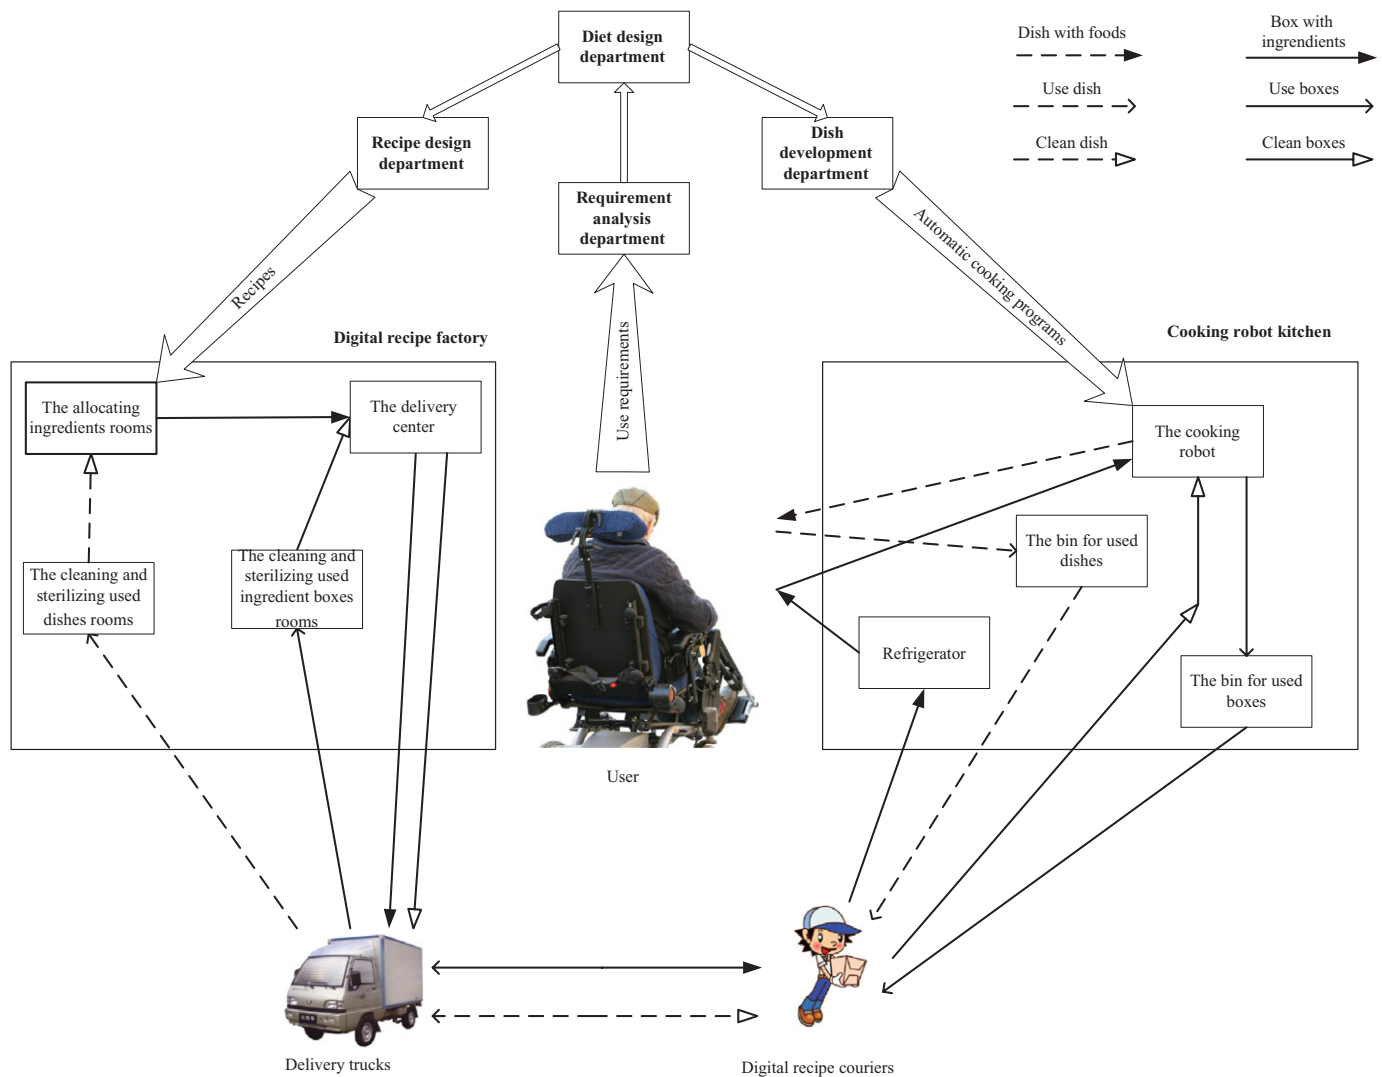 Diet design
department
Dish with foods
Box with
ingrendients
Use dish
Use boxes
Clean dish
Clean boxes
Recipe design
department
Dish
development
department
Requirement
analysis
department
Recipes
Automatic cooking programs
Use requirements
Digital recipe factory
Cooking robot kitchen
The allocating
ingredients rooms
The delivery
center
The cooking
robot
The cleaning and
sterilizing used
dishes rooms
The cleaning and
sterilizing used
ingredient boxes
rooms
The bin for used
dishes
Refrigerator
The bin for used
boxes
User
Delivery trucks
Digital recipe couriers